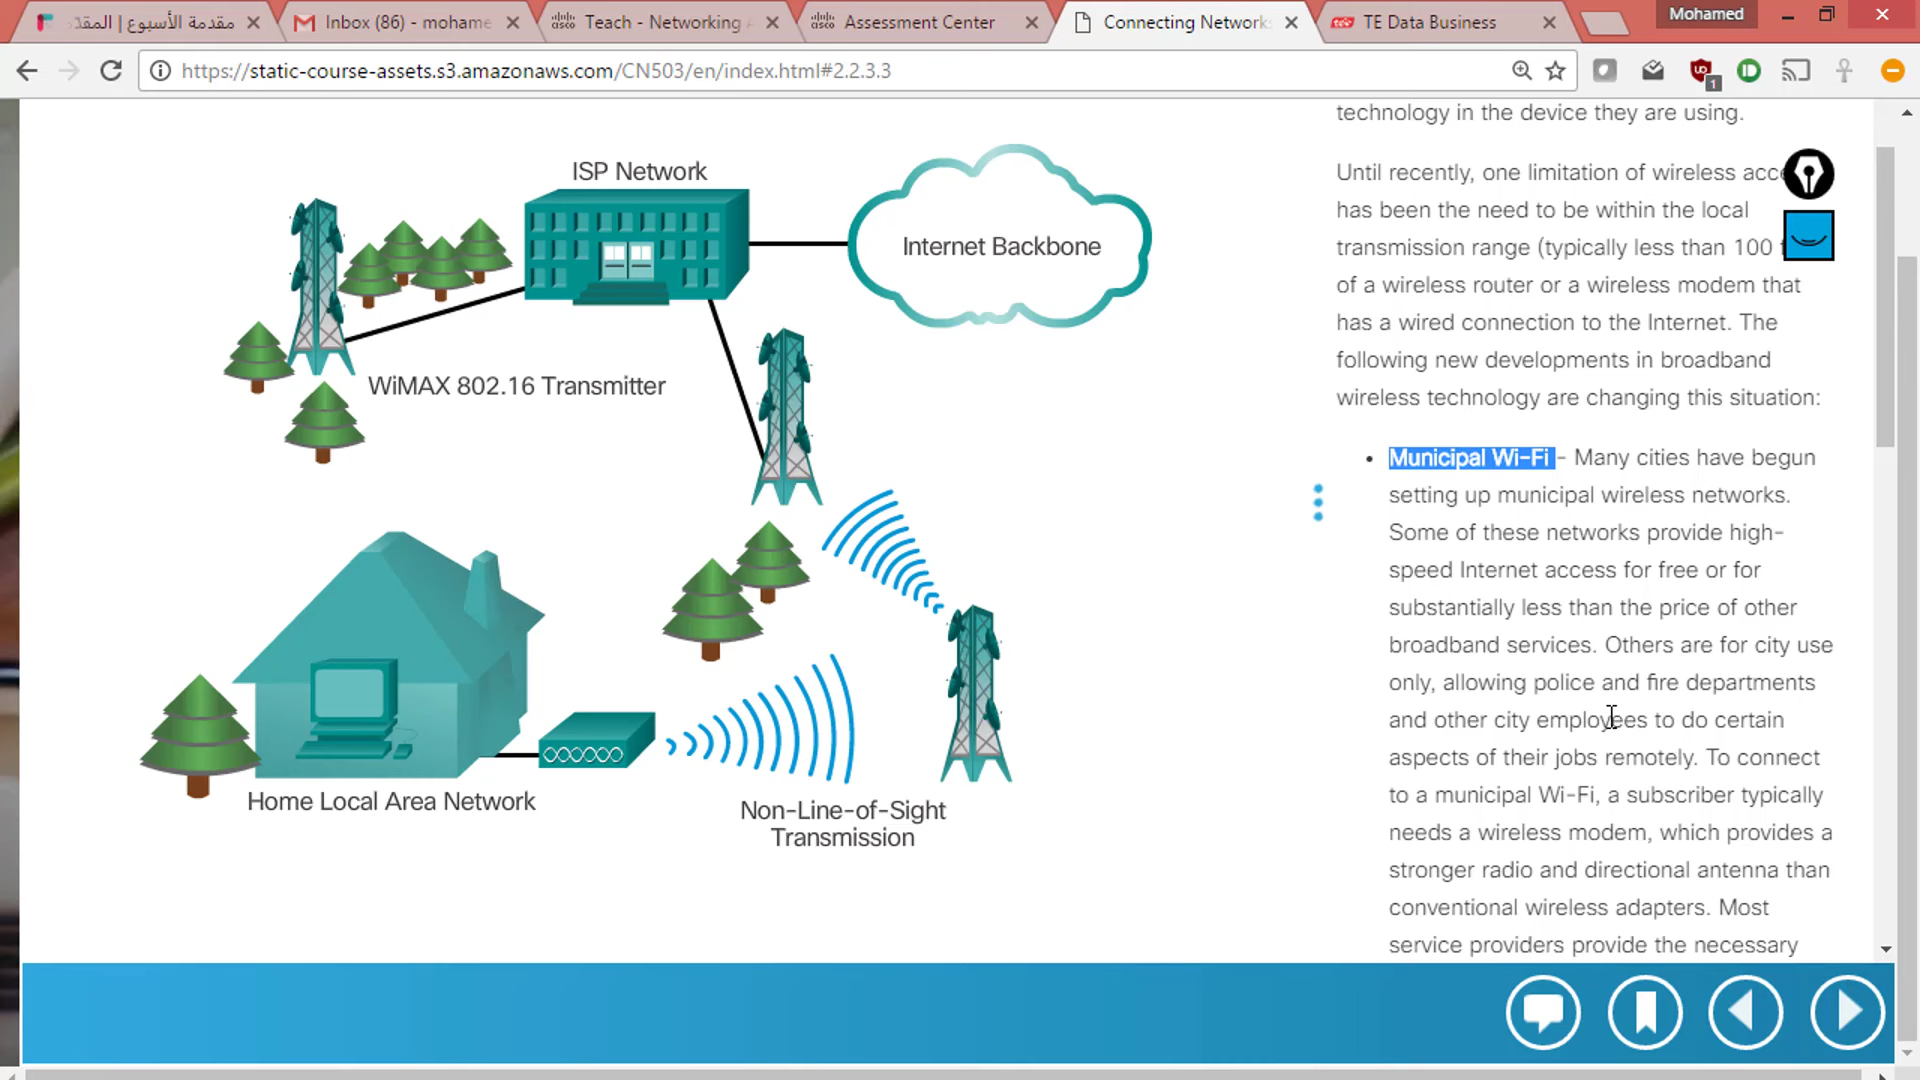 مقدمة الأسبوع | المقدّ
Inbox (86) - mohame
cisco
Teach - Networking A
cisco
Assessment Center
Connecting Networks
TE Data Business
Mohamed
https://static-course-assets.s3.amazonaws.com/CN503/en/index.html#2.2.3.3
1
technology in the device they are using.
Until recently, one limitation of wireless acce
has been the need to be within the local
transmission range (typically less than 100
of a wireless router or a wireless modem that
has a wired connection to the Internet. The
following new developments in broadband
wireless technology are changing this situation:
• Municipal Wi-Fi - Many cities have begun
setting up municipal wireless networks.
Some of these networks provide high-
speed Internet access for free or for
substantially less than the price of other
broadband services. Others are for city use
only, allowing police and fire departments
and other city employees to do certain
aspects of their jobs remotely. To connect
to a municipal Wi-Fi, a subscriber typically
needs a wireless modem, which provides a
stronger radio and directional antenna than
conventional wireless adapters. Most
service providers provide the necessary
ISP Network
Internet Backbone
WiMAX 802.16 Transmitter
Home Local Area Network
Non-Line-of-Sight
Transmission